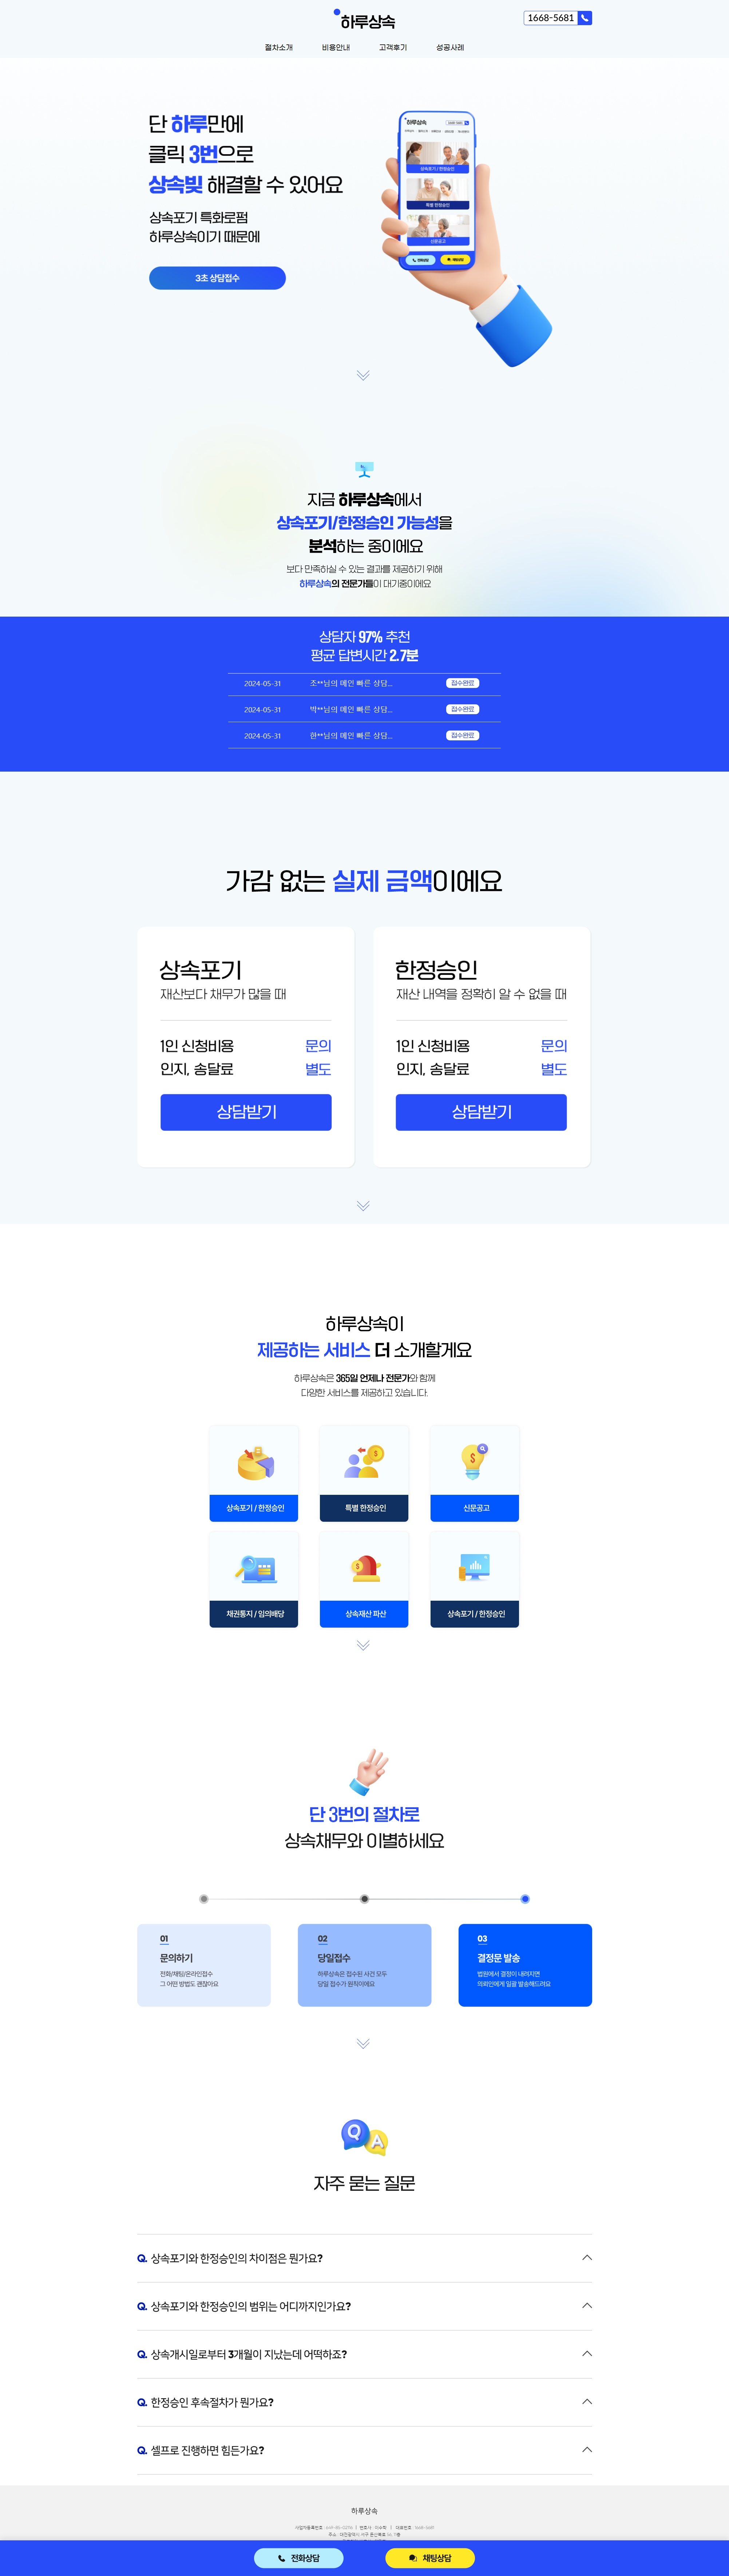 하루상속
1668-5681
절차소개 비용안내 고객후기 성공사례
단 하루만에
클릭 3번으로
상속빚 해결할 수 있어요
상속포기 특화로펌
하루상속이기 때문에
3초 상담접수
하루상속
상속포기 / 한정승인
특별 한정승인
신문공고
전화상담 채팅상담
지금 하루상속에서
상속포기/한정승인 가능성을
분석하는 중이에요
보다 만족하실 수 있는 결과를 제공하기 위해
하루상속의 전문가들이 대기중이에요
상담자 97% 추천
평균 답변시간 2.7분
2024-05-31 조**님의 메인 빠른 상담... 접수완료
2024-05-31 박**님의 메인 빠른 상담... 접수완료
2024-05-31 한**님의 메인 빠른 상담... 접수완료
가감 없는 실제 금액이에요
상속포기
재산보다 채무가 많을 때
1인 신청비용 문의
인지, 송달료 별도
상담받기
한정승인
재산 내역을 정확히 알 수 없을 때
1인 신청비용 문의
인지, 송달료 별도
상담받기
하루상속이
제공하는 서비스 더 소개할게요
하루상속은 365일 언제나 전문가와 함께
다양한 서비스를 제공하고 있습니다.
상속포기 / 한정승인
특별 한정승인
신문공고
채권통지 / 임의배당
상속재산 파산
상속포기 / 한정승인
단 3번의 절차로
상속채무와 이별하세요
01
문의하기
전화/채팅/온라인접수
그 어떤 방법도 괜찮아요
02
당일접수
하루상속은 접수된 사건 모두
당일 접수가 원칙이에요
03
결정문 발송
법원에서 결정이 내려지면
의뢰인에게 일괄 발송해드려요
Q A
자주 묻는 질문
Q. 상속포기와 한정승인의 차이점은 뭔가요?
Q. 상속포기와 한정승인의 범위는 어디까지인가요?
Q. 상속개시일로부터 3개월이 지났는데 어떡하죠?
Q. 한정승인 후속절차가 뭔가요?
Q. 셀프로 진행하면 힘든가요?
하루상속
전화상담
채팅상담